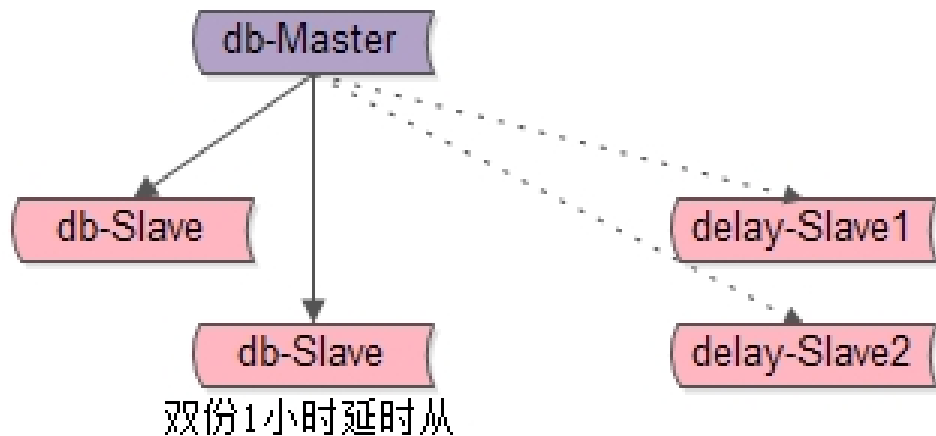 db-Master
db-Slave
delay-Slave1
db-Slave
delay-Slave2
双份1小时延时从